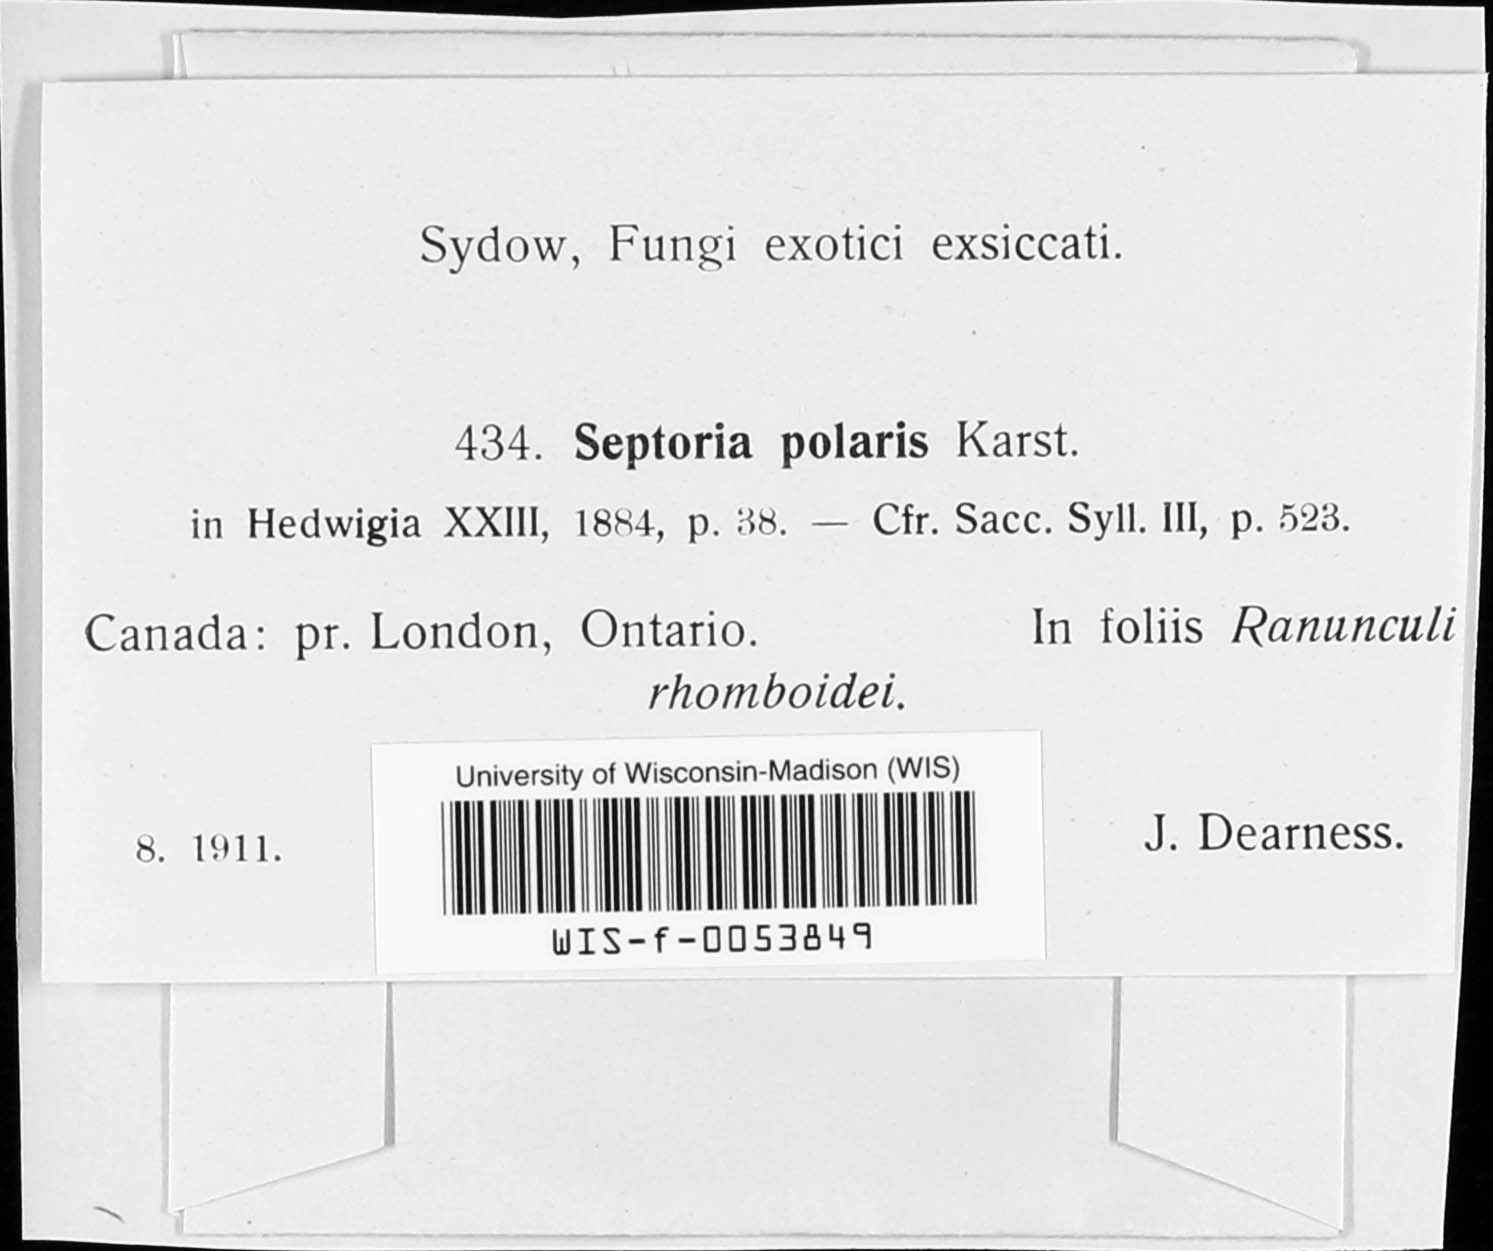 Sydow, Fungi exotici exsiccati.
434. Septoria polaris Karst.
in Hedwigia XXIII, 1884, p. 38. — Cfr. Sacc. Syll. III, p. 523.
Canada: pr. London, Ontario. In foliis Ranunculi
rhomboidei.
University of Wisconsin-Madison (WIS)
8. 1911. J. Dearness.
WIS-f-0053849